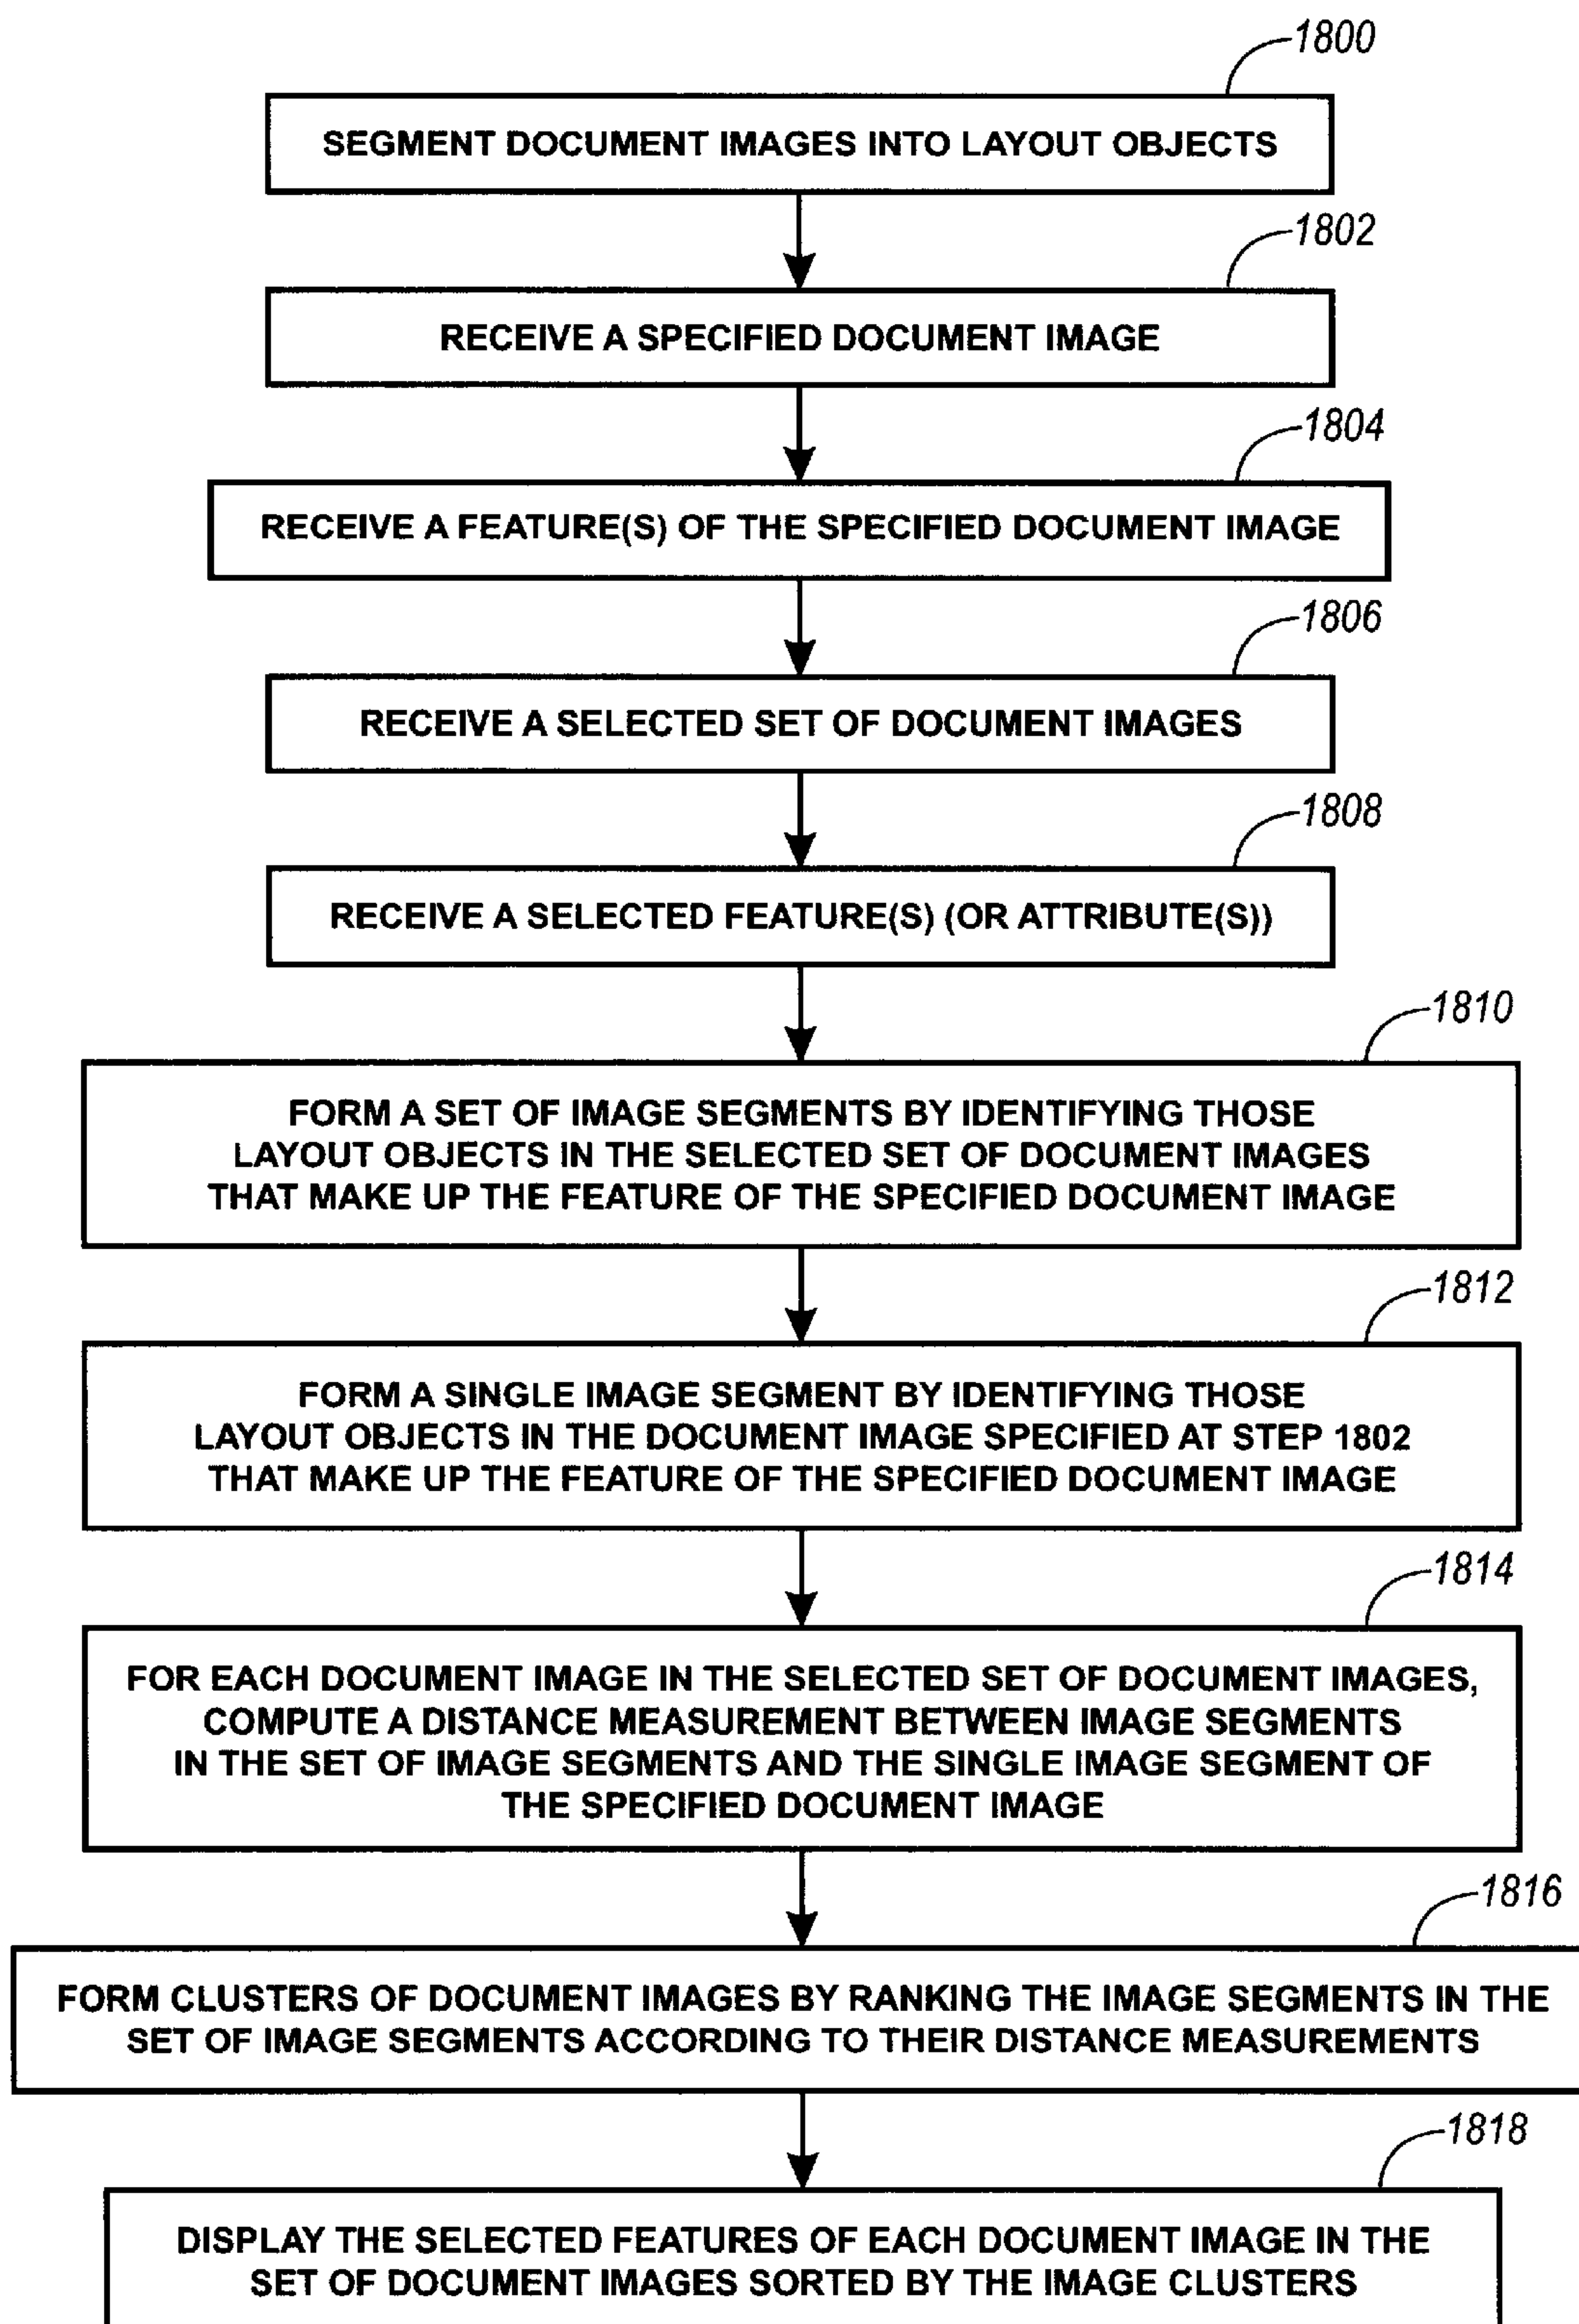 1800
SEGMENT DOCUMENT IMAGES INTO LAYOUT OBJECTS
1802
RECEIVE A SPECIFIED DOCUMENT IMAGE
1804
RECEIVE A FEATURE(S) OF THE SPECIFIED DOCUMENT IMAGE
1806
RECEIVE A SELECTED SET OF DOCUMENT IMAGES
1808
RECEIVE A SELECTED FEATURE(S) (OR ATTRIBUTE(S))
1810
FORM A SET OF IMAGE SEGMENTS BY IDENTIFYING THOSE
LAYOUT OBJECTS IN THE SELECTED SET OF DOCUMENT IMAGES
THAT MAKE UP THE FEATURE OF THE SPECIFIED DOCUMENT IMAGE
1812
FORM A SINGLE IMAGE SEGMENT BY IDENTIFYING THOSE
LAYOUT OBJECTS IN THE DOCUMENT IMAGE SPECIFIED AT STEP 1802
THAT MAKE UP THE FEATURE OF THE SPECIFIED DOCUMENT IMAGE
1814
FOR EACH DOCUMENT IMAGE IN THE SELECTED SET OF DOCUMENT IMAGES,
COMPUTE A DISTANCE MEASUREMENT BETWEEN IMAGE SEGMENTS
IN THE SET OF IMAGE SEGMENTS AND THE SINGLE IMAGE SEGMENT OF
THE SPECIFIED DOCUMENT IMAGE
1816
FORM CLUSTERS OF DOCUMENT IMAGES BY RANKING THE IMAGE SEGMENTS IN THE
SET OF IMAGE SEGMENTS ACCORDING TO THEIR DISTANCE MEASUREMENTS
1818
DISPLAY THE SELECTED FEATURES OF EACH DOCUMENT IMAGE IN THE
SET OF DOCUMENT IMAGES SORTED BY THE IMAGE CLUSTERS